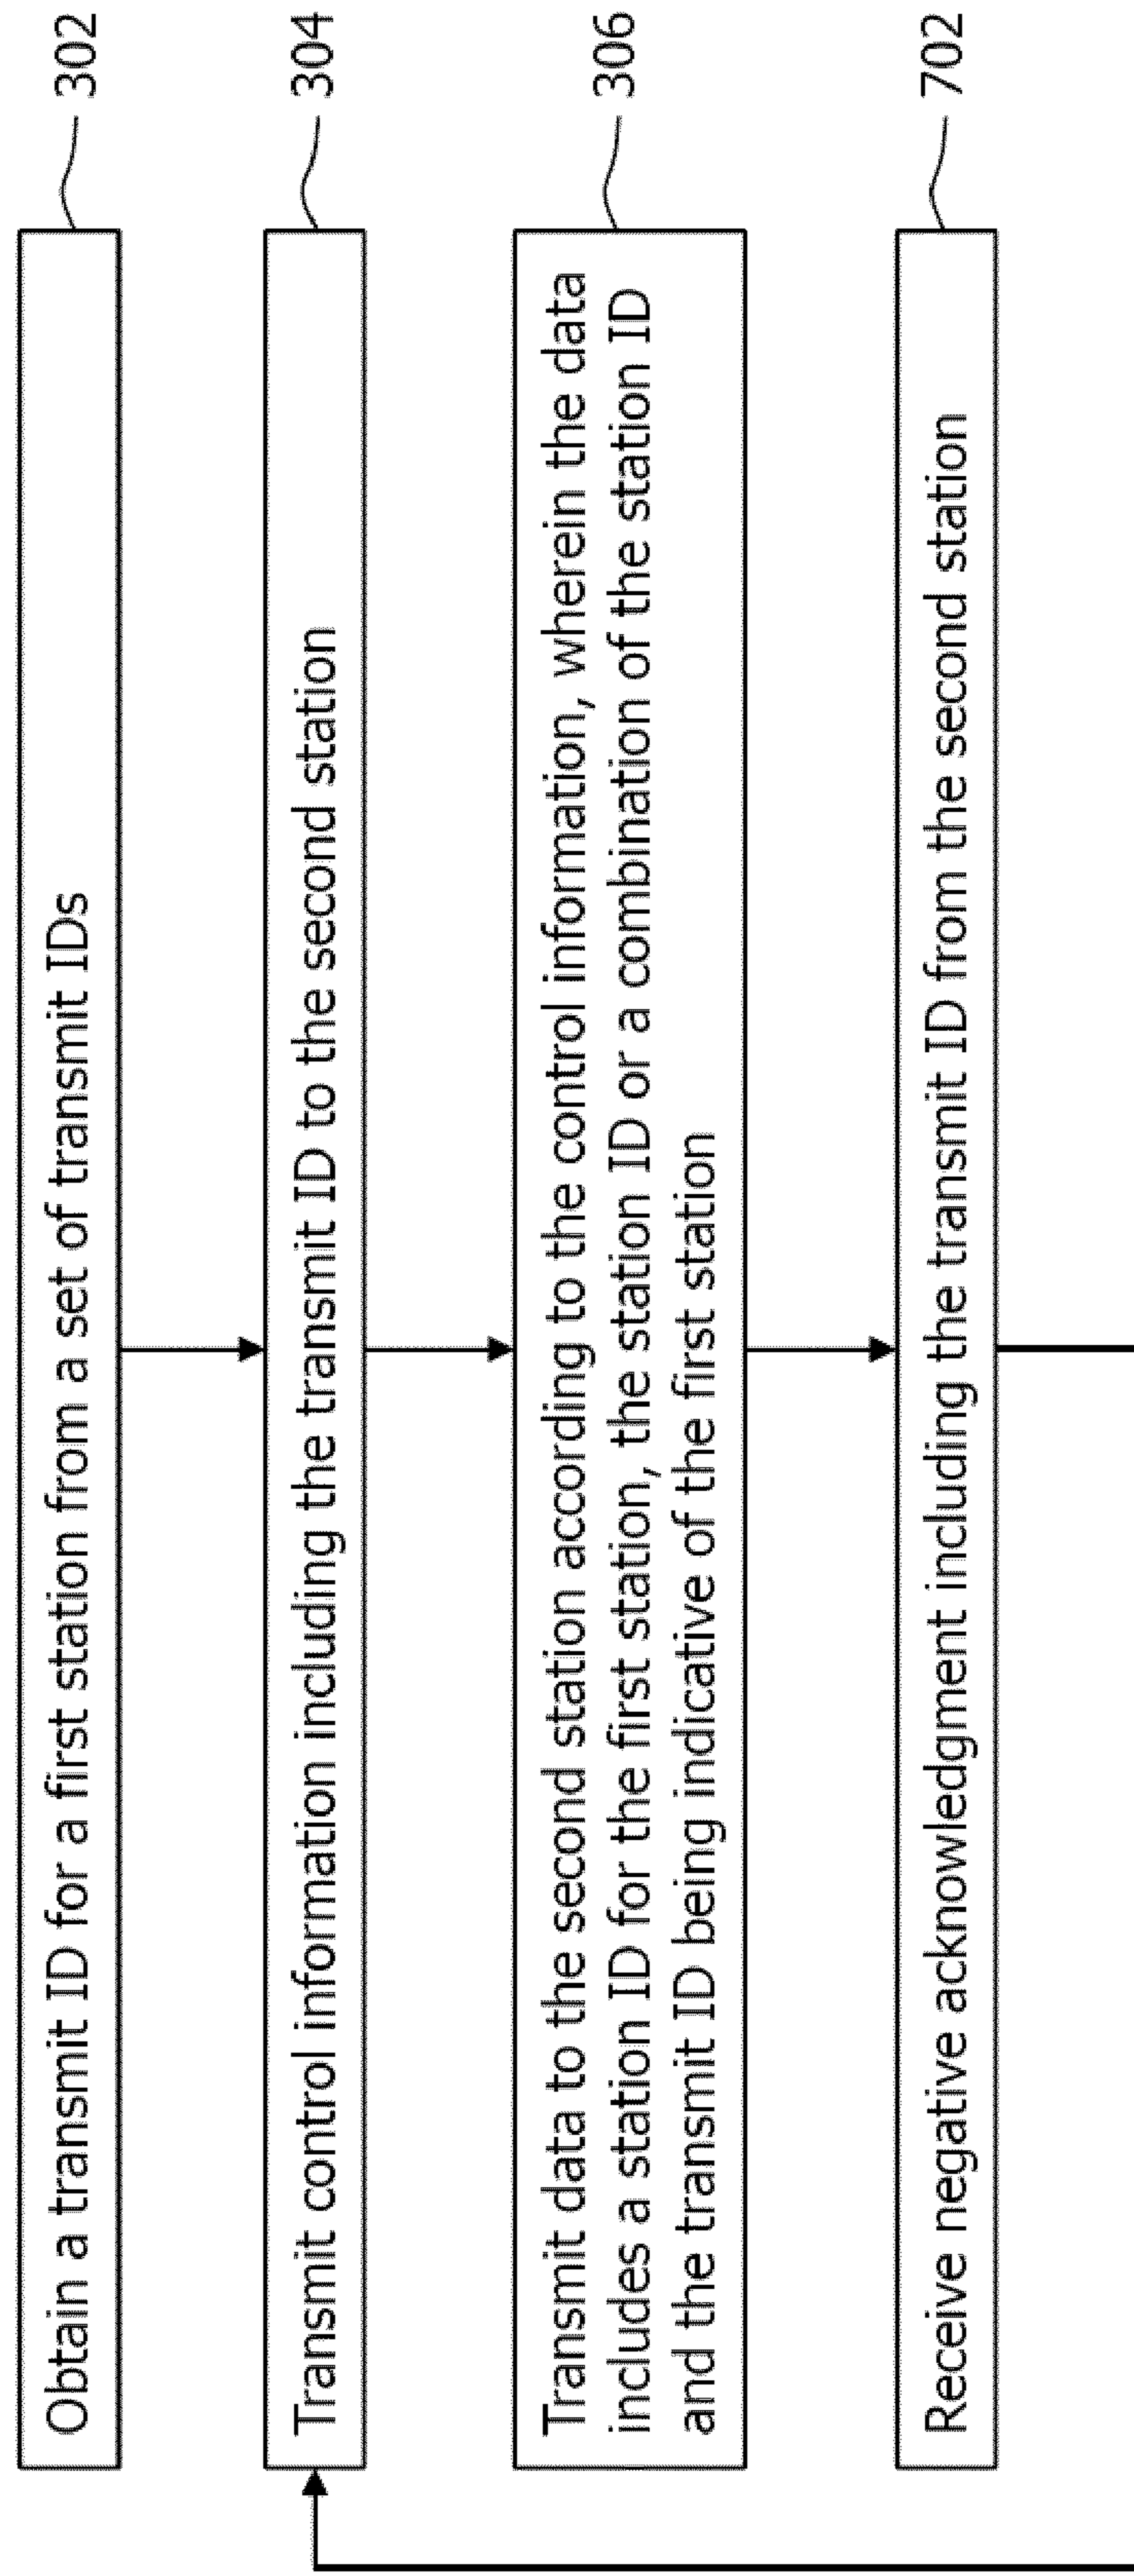 Obtain a transmit ID for a first station from a set of transmit IDs
302
Transmit control information including the transmit ID to the second station
304
Transmit data to the second station according to the control information, wherein the data
includes a station ID for the first station, the station ID or a combination of the station ID
and the transmit ID being indicative of the first station
306
Receive negative acknowledgment including the transmit ID from the second station
702